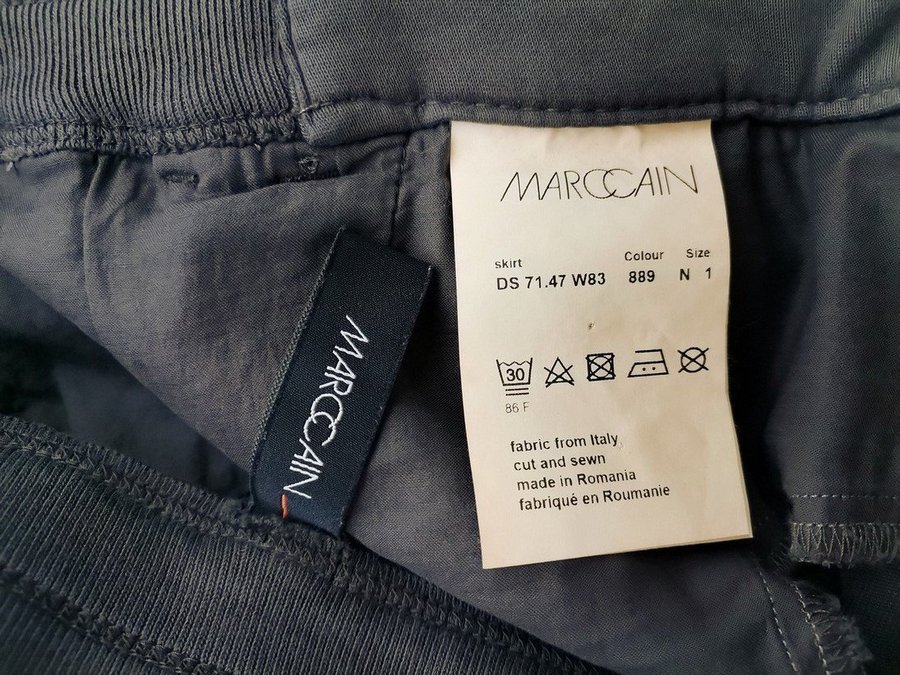 MARCCAIN
skirt Colour Size
DS 71.47 W83 889 N 1
30
86 F
fabric from Italy
cut and sewn
made in Romania
fabriqué en Roumanie
MARCCAIN